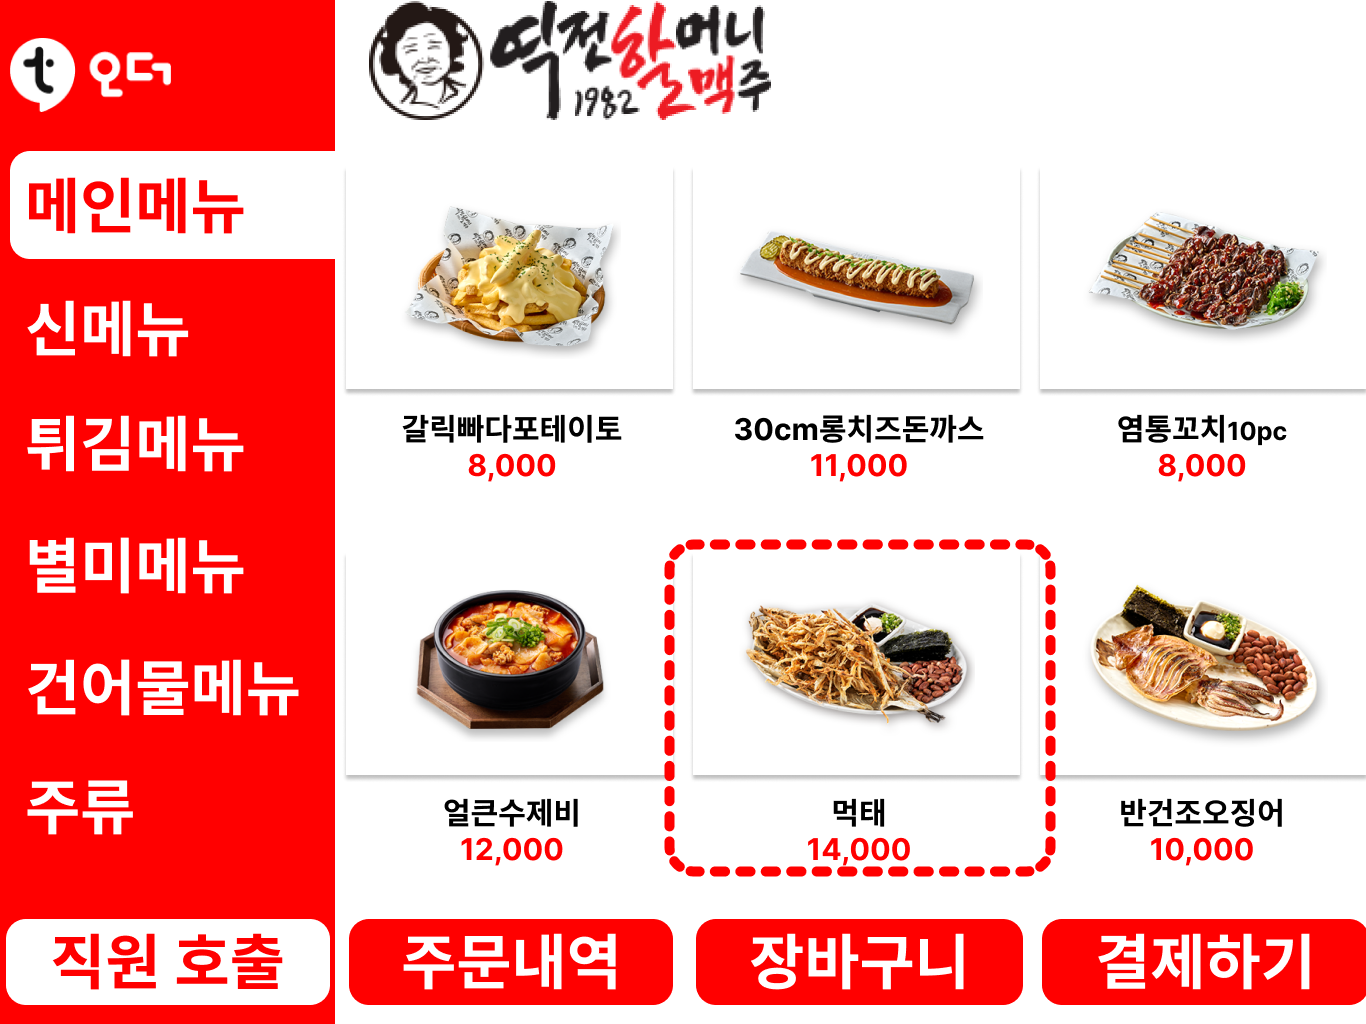 t 오더
역전할머니맥주
1982
메인메뉴
신메뉴
튀김메뉴
별미메뉴
건어물메뉴
주류
직원 호출
갈릭빠다포테이토
8,000
30cm롱치즈돈까스
11,000
염통꼬치10pc
8,000
얼큰수제비
12,000
먹태
14,000
반건조오징어
10,000
주문내역
장바구니
결제하기